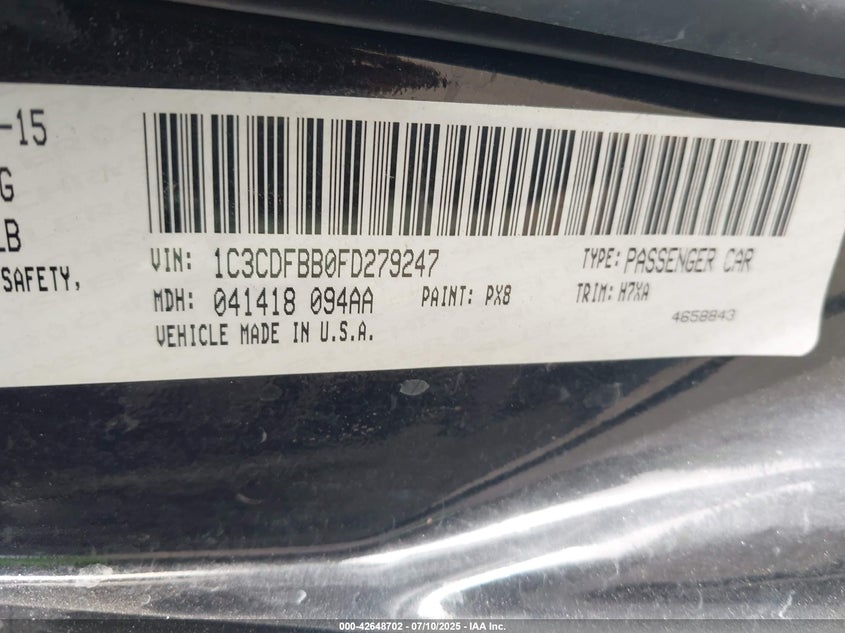 -15
G
LB
SAFETY,
VIN: 1C3CDFBB0FD279247 TYPE: PASSENGER CAR
MDH: 041418 094AA PAINT: PX8 TRIM: H7XA
4658843
VEHICLE MADE IN U.S.A.
000-42648702 - 07/10/2025 - IAA Inc.